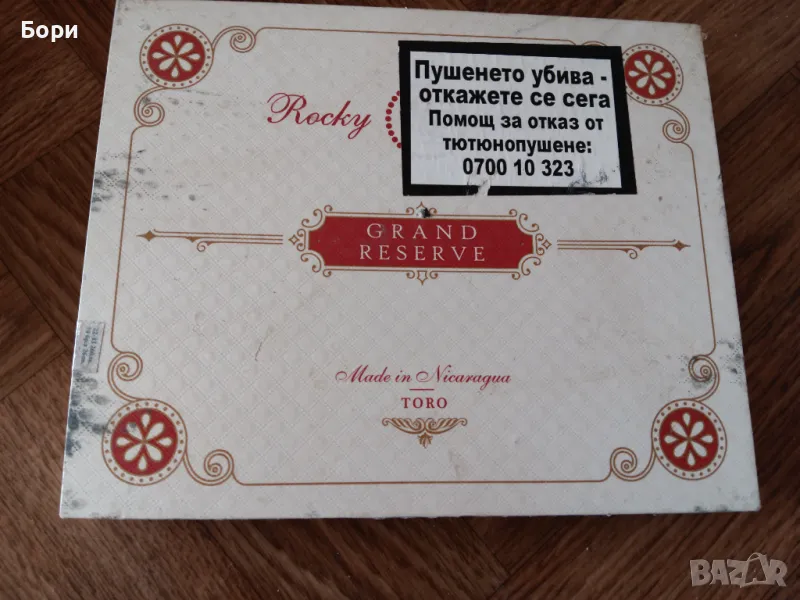 Бори
Rocky
Пушенето убива -
откажете се сега
Помощ за отказ от
тютюнопушене:
0700 10 323
GRAND
RESERVE
Made in Nicaragua
TORO
BAZAR